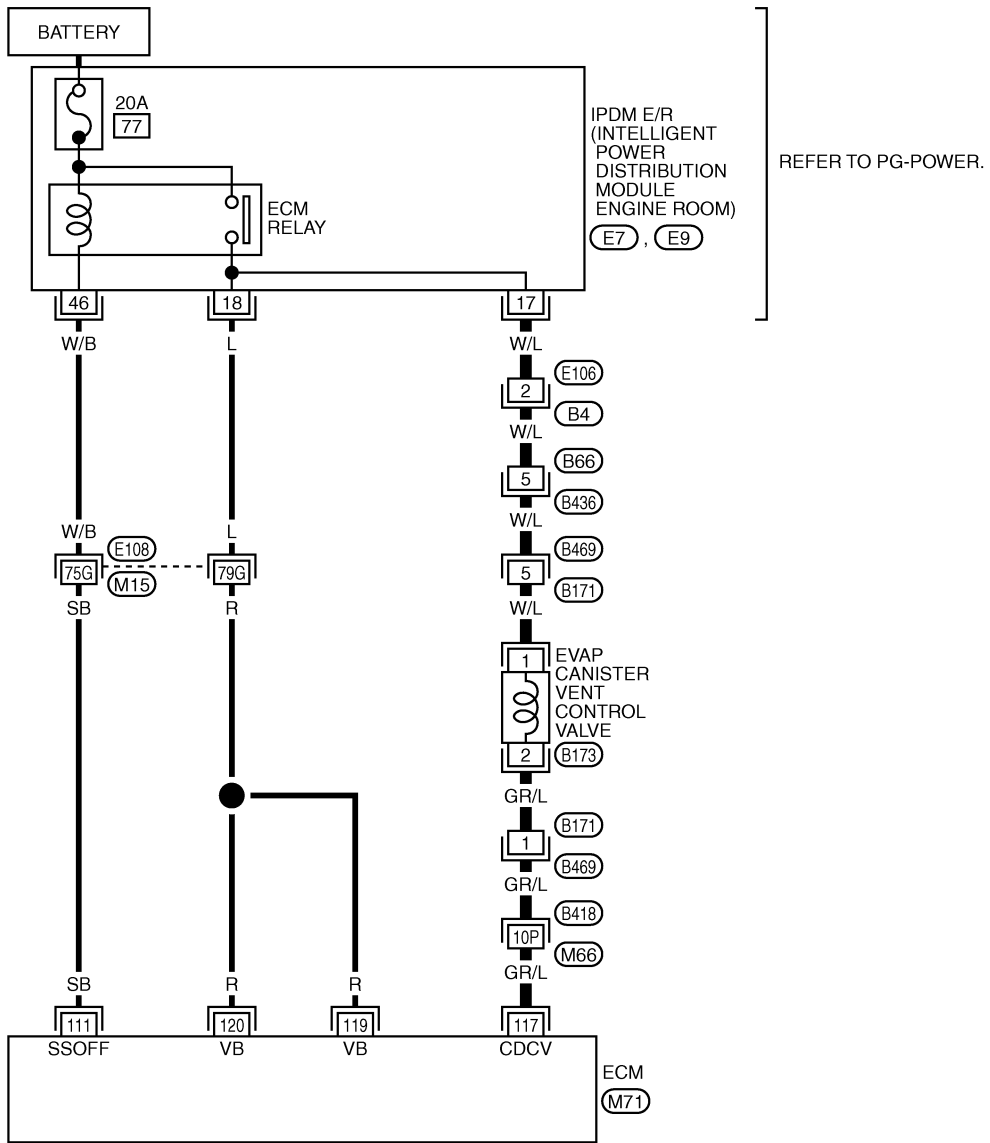 BATTERY
20A
77
ECM
RELAY
IPDM E/R
(INTELLIGENT
POWER
DISTRIBUTION
MODULE
ENGINE ROOM)
E7 , E9
REFER TO PG-POWER.
46 18 17
W/B L W/L
E106
2
B4
W/L
B66
5
B436
W/B L W/L
E108 B469
75G 79G 5
M15 B171
SB R W/L
1 EVAP
CANISTER
VENT
CONTROL
VALVE
2 B173
GR/L
B171
1
B469
GR/L
B418
10P
M66
SB R R GR/L
111 120 119 117
SSOFF VB VB CDCV
ECM
M71